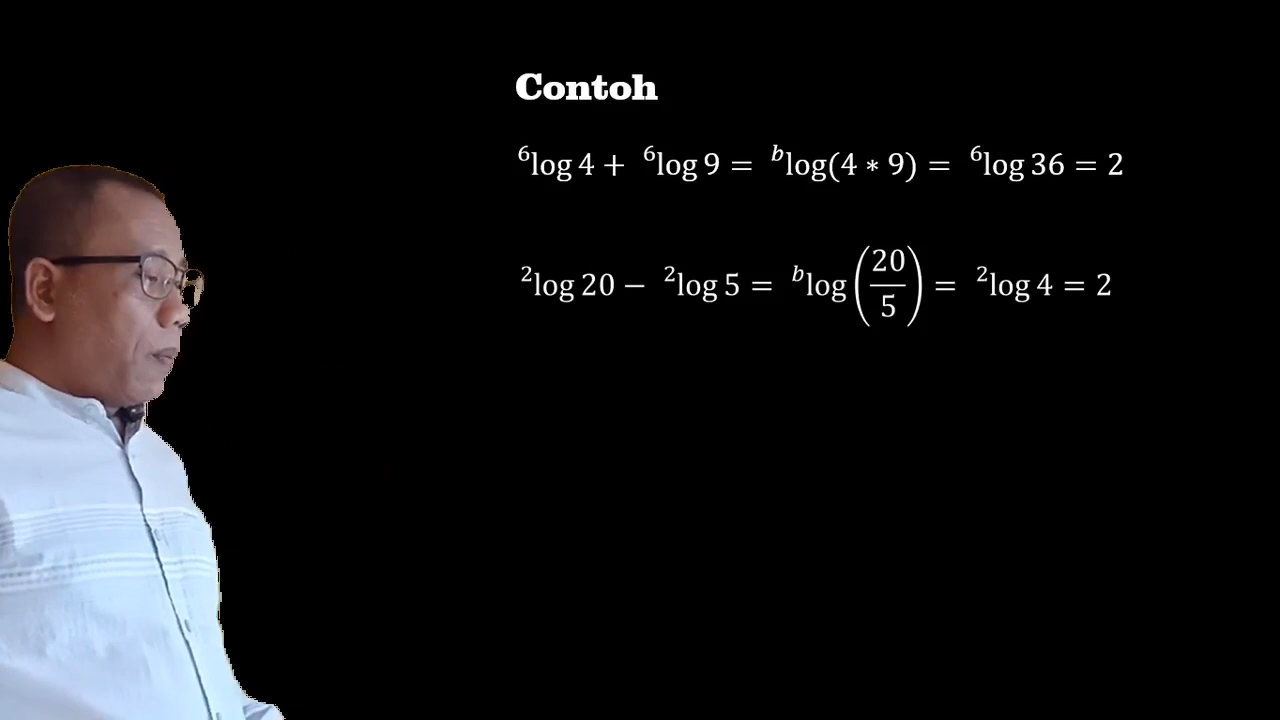 Contoh
⁶log 4 + ⁶log 9 = ᵇlog(4 ∗ 9) = ⁶log 36 = 2
²log 20 − ²log 5 = ᵇlog(20/5) = ²log 4 = 2